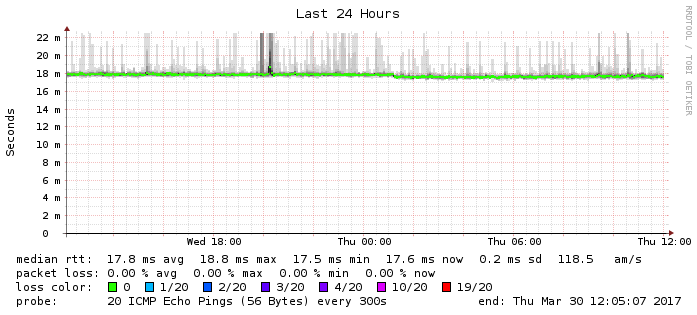 Last 24 Hours
RRDTOOL / TOBI OETIKER
Seconds
22 m
20 m
18 m
16 m
14 m
12 m
10 m
8 m
6 m
4 m
2 m
0
Wed 18:00 Thu 00:00 Thu 06:00 Thu 12:00
median rtt: 17.8 ms avg 18.8 ms max 17.5 ms min 17.6 ms now 0.2 ms sd 118.5 am/s
packet loss: 0.00 % avg 0.00 % max 0.00 % min 0.00 % now
loss color: 0 1/20 2/20 3/20 4/20 10/20 19/20
probe: 20 ICMP Echo Pings (56 Bytes) every 300s end: Thu Mar 30 12:05:07 2017